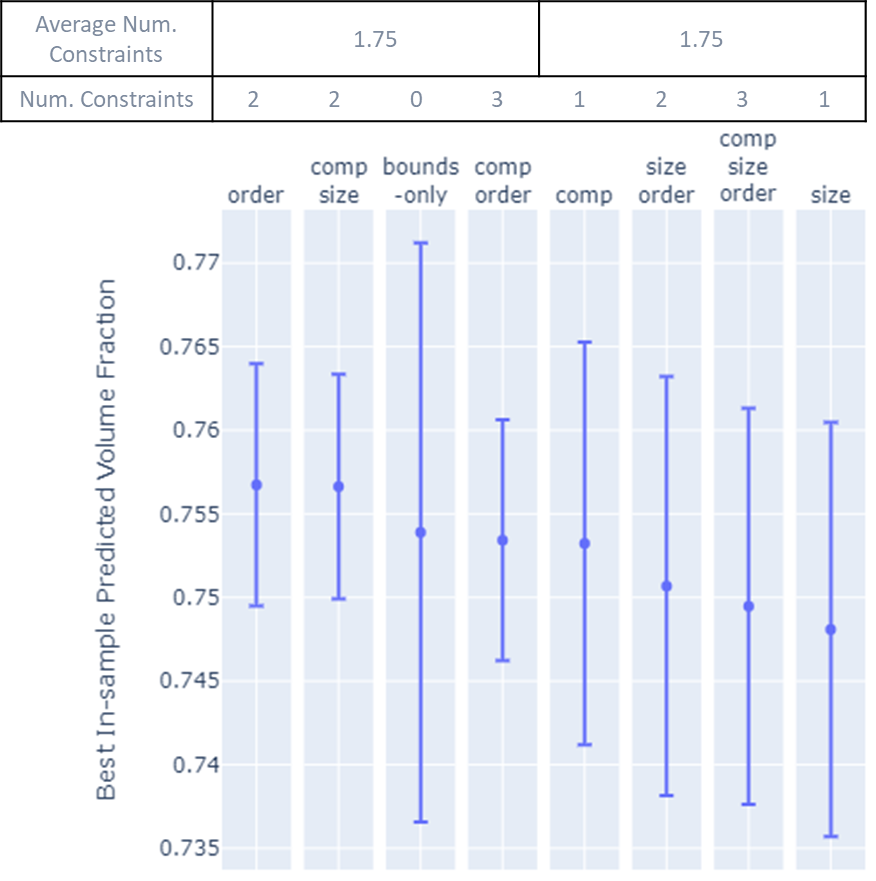 Average Num.
Constraints
1.75
1.75
Num. Constraints
2
2
0
3
1
2
3
1
order
comp
size
bounds
-only
comp
order
comp
size
order
comp
size
order
size
Best In-sample Predicted Volume Fraction
0.77
0.765
0.76
0.755
0.75
0.745
0.74
0.735